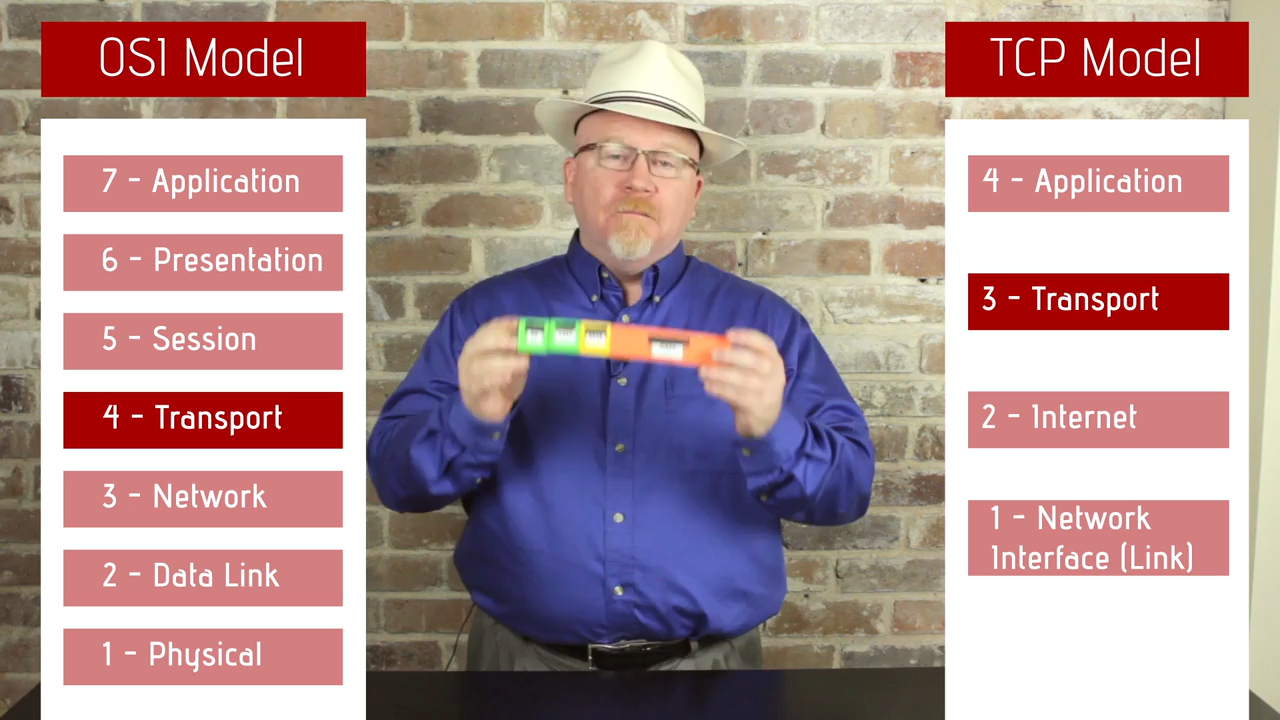 OSI Model
7 - Application
6 - Presentation
5 - Session
4 - Transport
3 - Network
2 - Data Link
1 - Physical
TCP Model
4 - Application
3 - Transport
2 - Internet
1 - Network
Interface (Link)